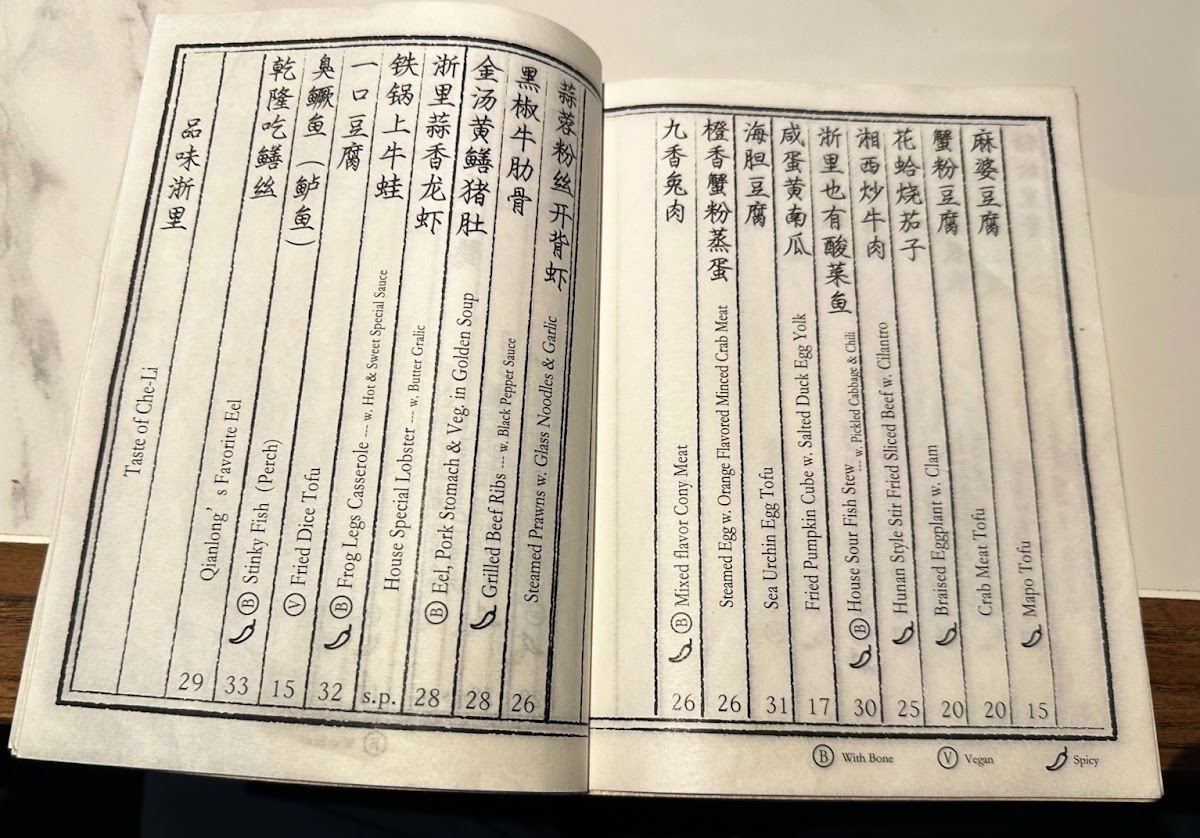 品味浙里
Taste of Che-Li
乾隆吃鳝丝
Qianlong' s Favorite Eel
29
臭鳜鱼（鲈鱼）
Ⓑ Stinky Fish (Perch)
33
一口豆腐
Ⓥ Fried Dice Tofu
15
铁锅上牛蛙
Ⓑ Frog Legs Casserole --- w. Hot & Sweet Special Sauce
32
浙里蒜香龙虾
House Special Lobster --- w. Butter Gralic
s.p.
金汤黄鳝猪肚
Ⓑ Eel, Pork Stomach & Veg. in Golden Soup
28
黑椒牛肋骨
Grilled Beef Ribs --- w. Black Pepper Sauce
28
蒜蓉粉丝开背虾
Steamed Prawns w. Glass Noodles & Garlic
26
九香兔肉
Ⓑ Mixed flavor Cony Meat
26
橙香蟹粉蒸蛋
Steamed Egg w. Orange Flavored Minced Crab Meat
26
海胆豆腐
Sea Urchin Egg Tofu
31
咸蛋黄南瓜
Fried Pumpkin Cube w. Salted Duck Egg Yolk
17
浙里也有酸菜鱼
Ⓑ House Sour Fish Stew
--- w. Pickled Cabbage & Chili
30
湘西炒牛肉
Hunan Style Stir Fried Sliced Beef w. Cilantro
25
花蛤烧茄子
Braised Eggplant w. Clam
20
蟹粉豆腐
Crab Meat Tofu
20
麻婆豆腐
Mapo Tofu
15
Ⓑ With Bone
Ⓥ Vegan
Spicy